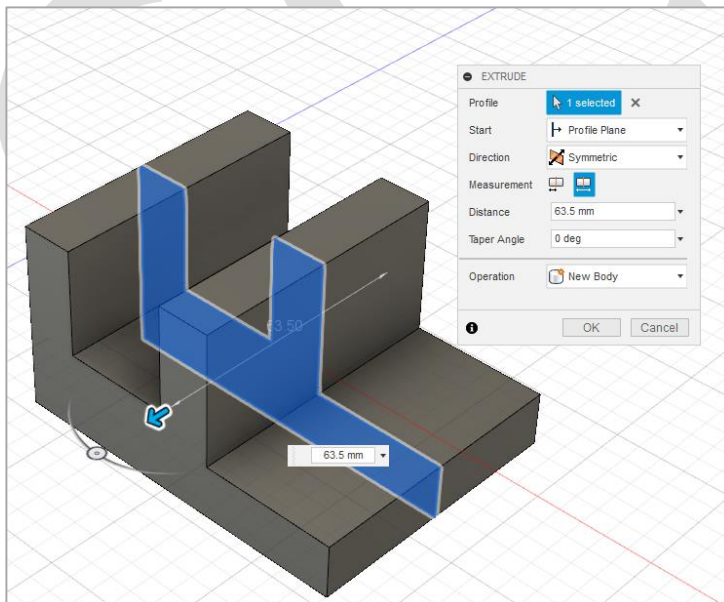 EXTRUDE
Profile 1 selected
Start Profile Plane
Direction Symmetric
Measurement
Distance 63.5 mm
Taper Angle 0 deg
Operation New Body
OK Cancel
63.50
63.5 mm